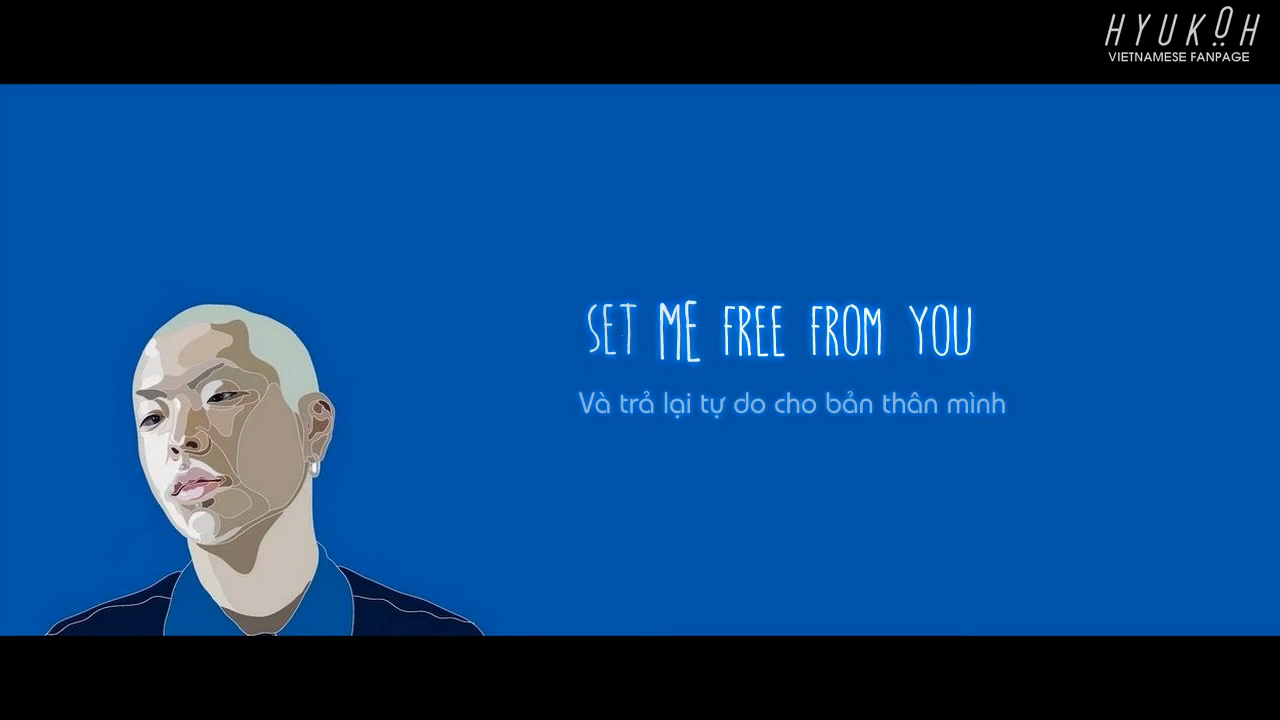 HYUKOH
VIETNAMESE FANPAGE
SET ME FREE FROM YOU
Và trả lại tự do cho bản thân mình